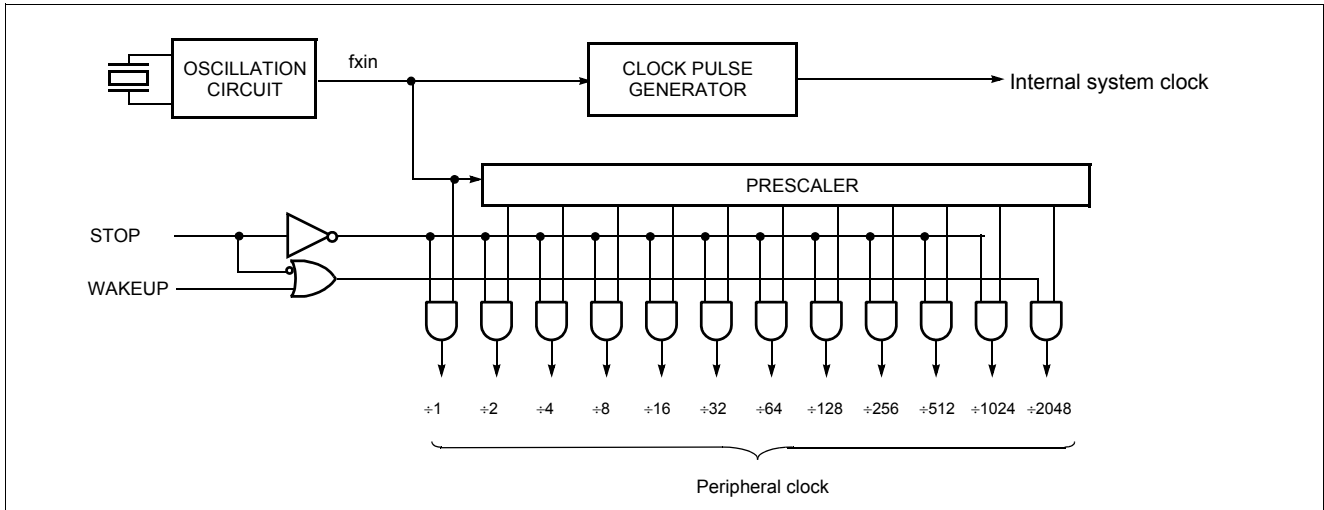 OSCILLATION
CIRCUIT
fxin
CLOCK PULSE
GENERATOR
Internal system clock
PRESCALER
STOP
WAKEUP
÷1 ÷2 ÷4 ÷8 ÷16 ÷32 ÷64 ÷128 ÷256 ÷512 ÷1024 ÷2048
Peripheral clock